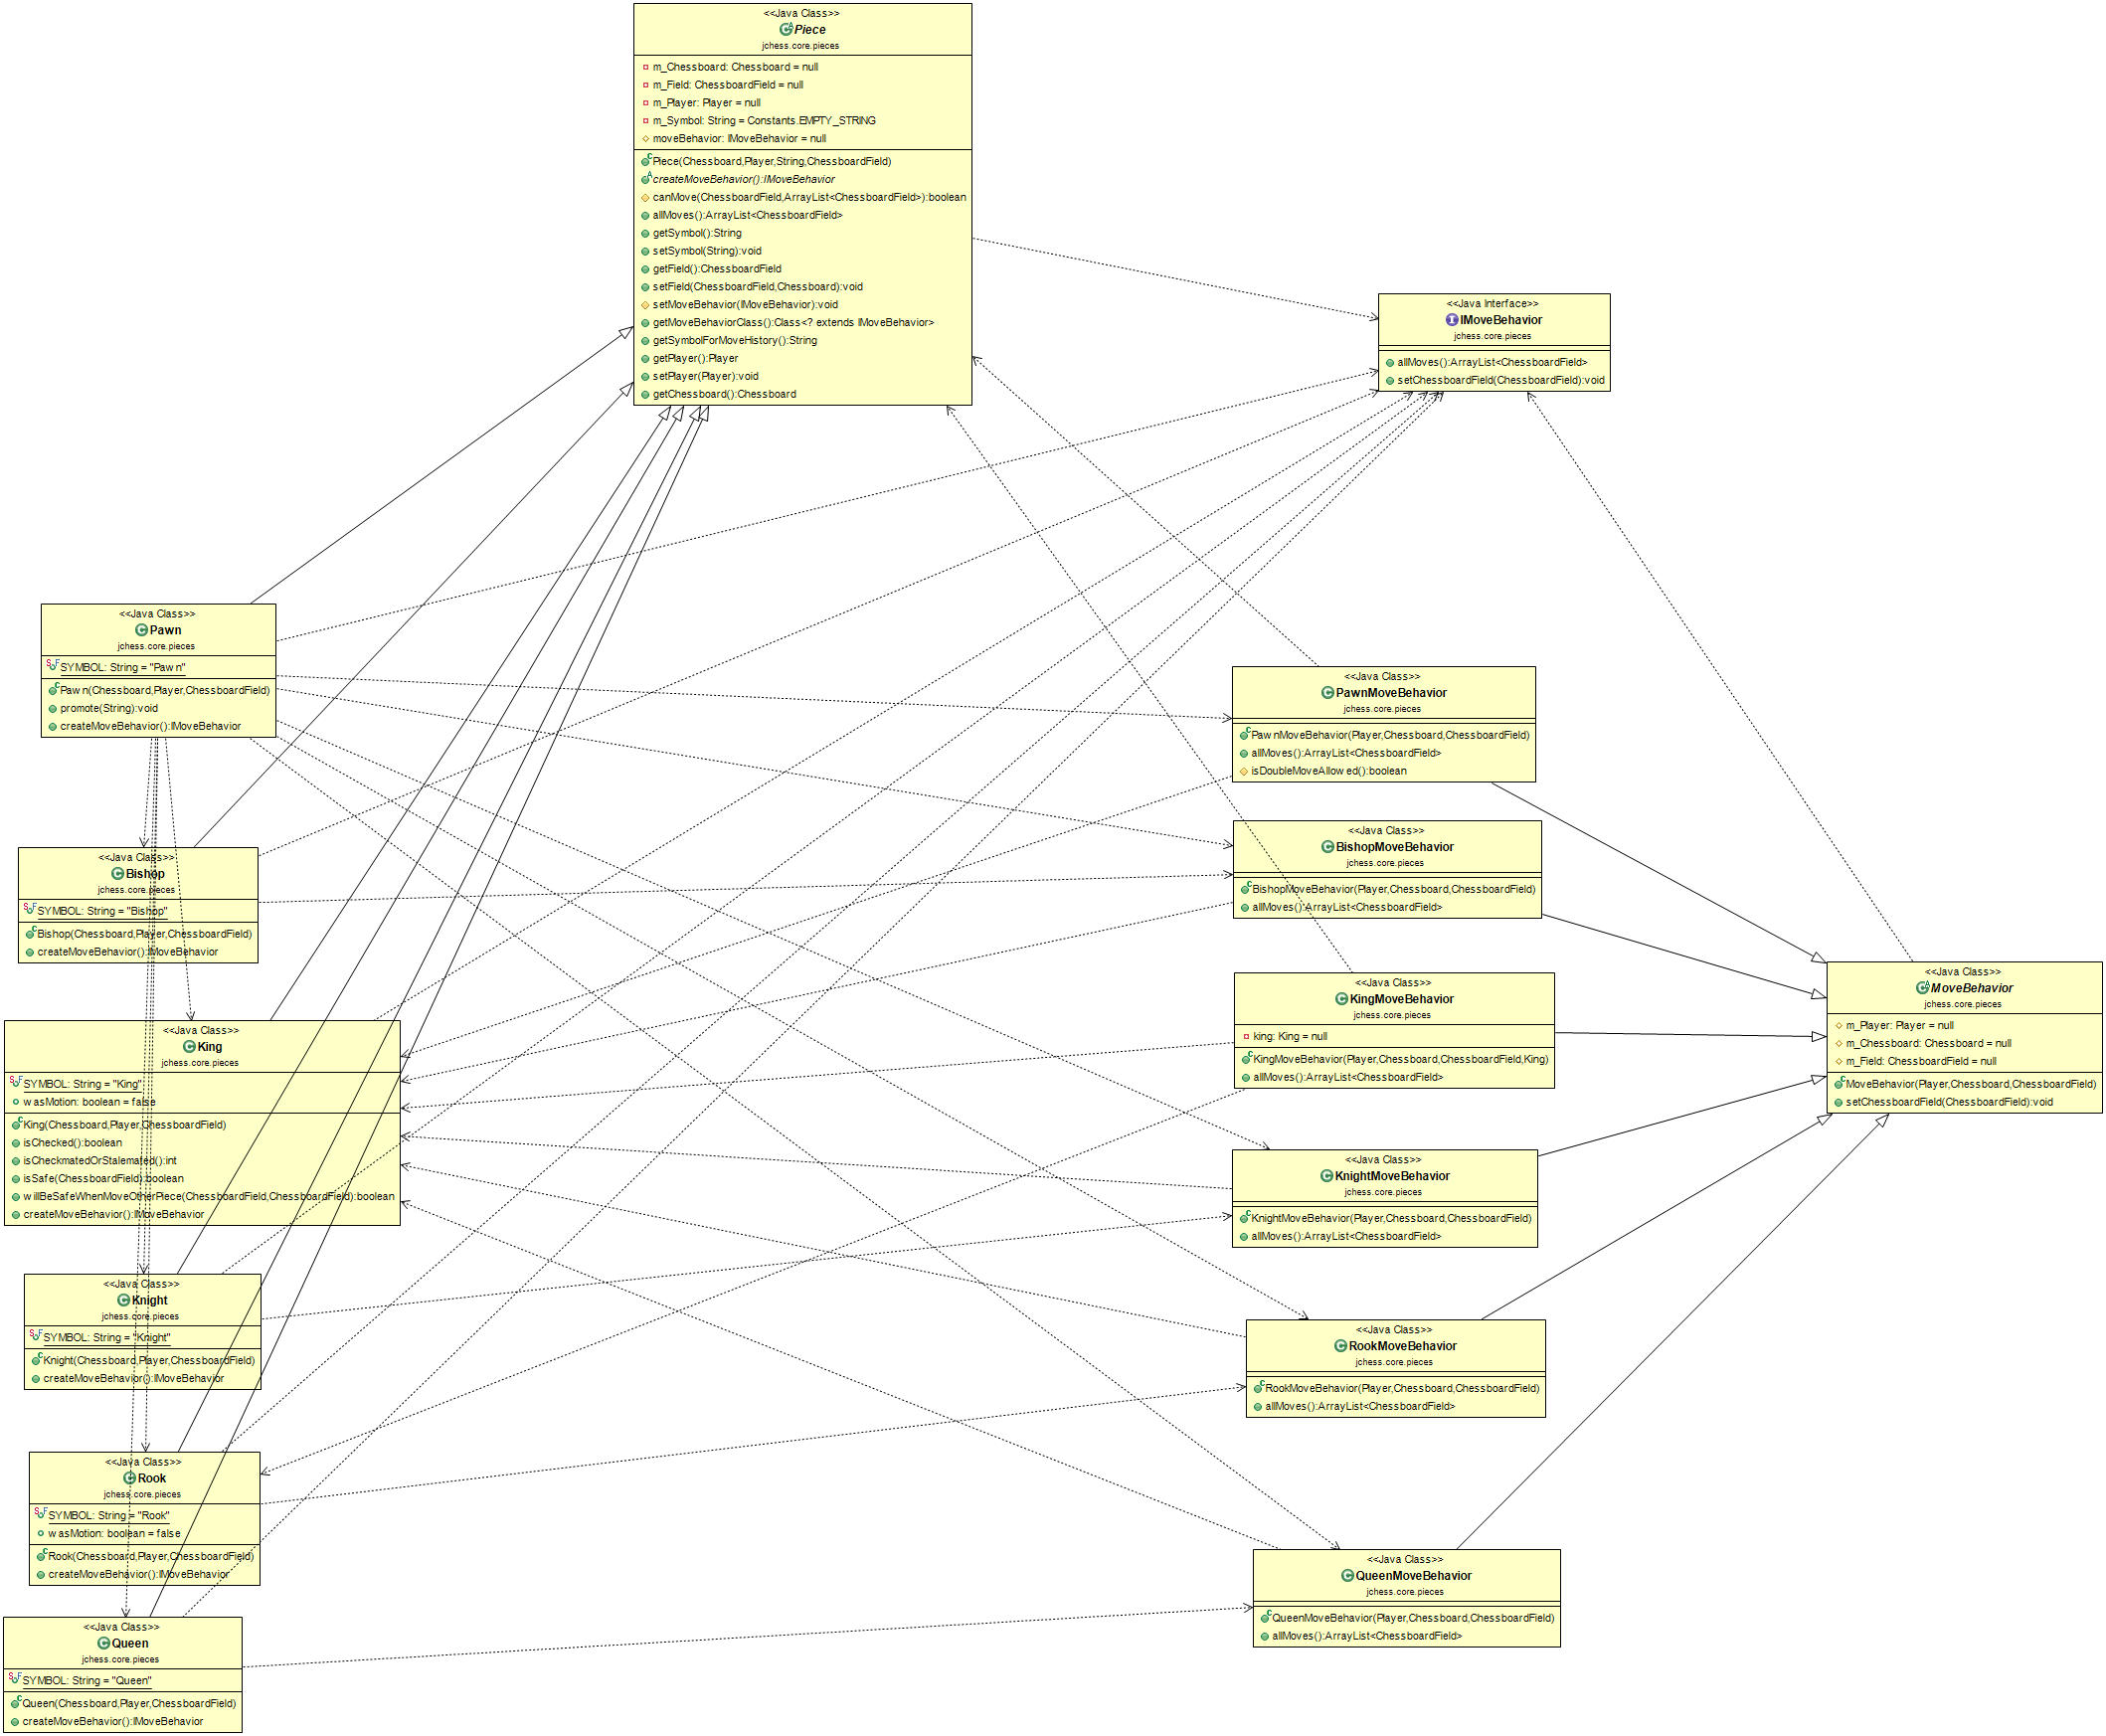 <<Java Class>>
Piece
jchess.core.pieces
m_Chessboard: Chessboard = null
m_Field: ChessboardField = null
m_Player: Player = null
m_Symbol: String = Constants.EMPTY_STRING
moveBehavior: IMoveBehavior = null
Piece(Chessboard,Player,String,ChessboardField)
createMoveBehavior():IMoveBehavior
canMove(ChessboardField,ArrayList<ChessboardField>):boolean
allMoves():ArrayList<ChessboardField>
getSymbol():String
setSymbol(String):void
getField():ChessboardField
setField(ChessboardField,Chessboard):void
setMoveBehavior(IMoveBehavior):void
getMoveBehaviorClass():Class<? extends IMoveBehavior>
getSymbolForMoveHistory():String
getPlayer():Player
setPlayer(Player):void
getChessboard():Chessboard
<<Java Interface>>
IMoveBehavior
jchess.core.pieces
allMoves():ArrayList<ChessboardField>
setChessboardField(ChessboardField):void
<<Java Class>>
Pawn
jchess.core.pieces
SYMBOL: String = "Pawn"
Pawn(Chessboard,Player,ChessboardField)
promote(String):void
createMoveBehavior():IMoveBehavior
<<Java Class>>
PawnMoveBehavior
jchess.core.pieces
PawnMoveBehavior(Player,Chessboard,ChessboardField)
allMoves():ArrayList<ChessboardField>
isDoubleMoveAllowed():boolean
<<Java Class>>
Bishop
jchess.core.pieces
SYMBOL: String = "Bishop"
Bishop(Chessboard,Player,ChessboardField)
createMoveBehavior():IMoveBehavior
<<Java Class>>
BishopMoveBehavior
jchess.core.pieces
BishopMoveBehavior(Player,Chessboard,ChessboardField)
allMoves():ArrayList<ChessboardField>
<<Java Class>>
KingMoveBehavior
jchess.core.pieces
king: King = null
KingMoveBehavior(Player,Chessboard,ChessboardField,King)
allMoves():ArrayList<ChessboardField>
<<Java Class>>
MoveBehavior
jchess.core.pieces
m_Player: Player = null
m_Chessboard: Chessboard = null
m_Field: ChessboardField = null
MoveBehavior(Player,Chessboard,ChessboardField)
setChessboardField(ChessboardField):void
<<Java Class>>
King
jchess.core.pieces
SYMBOL: String = "King"
wasMotion: boolean = false
King(Chessboard,Player,ChessboardField)
isChecked():boolean
isCheckmatedOrStalemated():int
isSafe(ChessboardField):boolean
willBeSafeWhenMoveOtherPiece(ChessboardField,ChessboardField):boolean
createMoveBehavior():IMoveBehavior
<<Java Class>>
KnightMoveBehavior
jchess.core.pieces
KnightMoveBehavior(Player,Chessboard,ChessboardField)
allMoves():ArrayList<ChessboardField>
<<Java Class>>
Knight
jchess.core.pieces
SYMBOL: String = "Knight"
Knight(Chessboard,Player,ChessboardField)
createMoveBehavior():IMoveBehavior
<<Java Class>>
RookMoveBehavior
jchess.core.pieces
RookMoveBehavior(Player,Chessboard,ChessboardField)
allMoves():ArrayList<ChessboardField>
<<Java Class>>
Rook
jchess.core.pieces
SYMBOL: String = "Rook"
wasMotion: boolean = false
Rook(Chessboard,Player,ChessboardField)
createMoveBehavior():IMoveBehavior
<<Java Class>>
QueenMoveBehavior
jchess.core.pieces
QueenMoveBehavior(Player,Chessboard,ChessboardField)
allMoves():ArrayList<ChessboardField>
<<Java Class>>
Queen
jchess.core.pieces
SYMBOL: String = "Queen"
Queen(Chessboard,Player,ChessboardField)
createMoveBehavior():IMoveBehavior